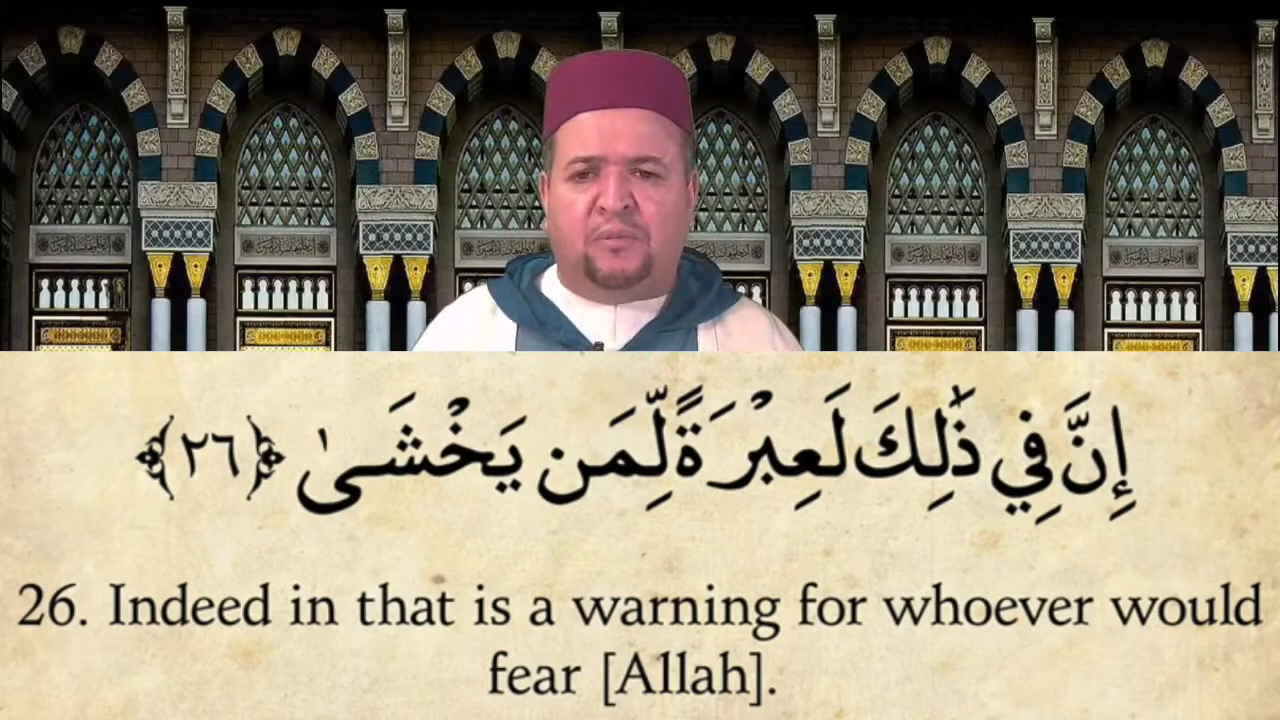 إِنَّ فِي ذَٰلِكَ لَعِبْرَةً لِّمَن يَخْشَىٰ ﴿٢٦﴾
26. Indeed in that is a warning for whoever would
fear [Allah].